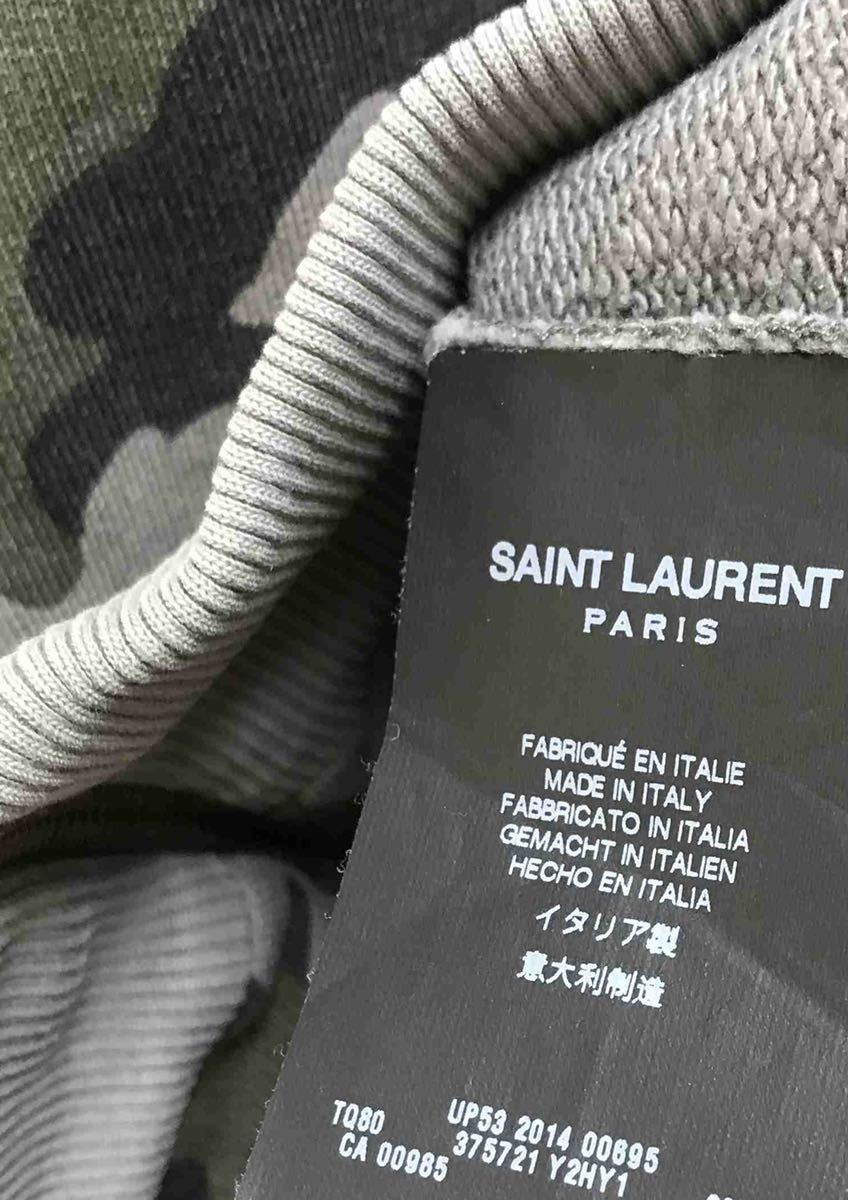 SAINT LAURENT
PARIS
FABRIQUÉ EN ITALIE
MADE IN ITALY
FABBRICATO IN ITALIA
GEMACHT IN ITALIEN
HECHO EN ITALIA
イタリア製
意大利制造
TQ80 UP53 2014 00695
CA 00985 375721 Y2HY1